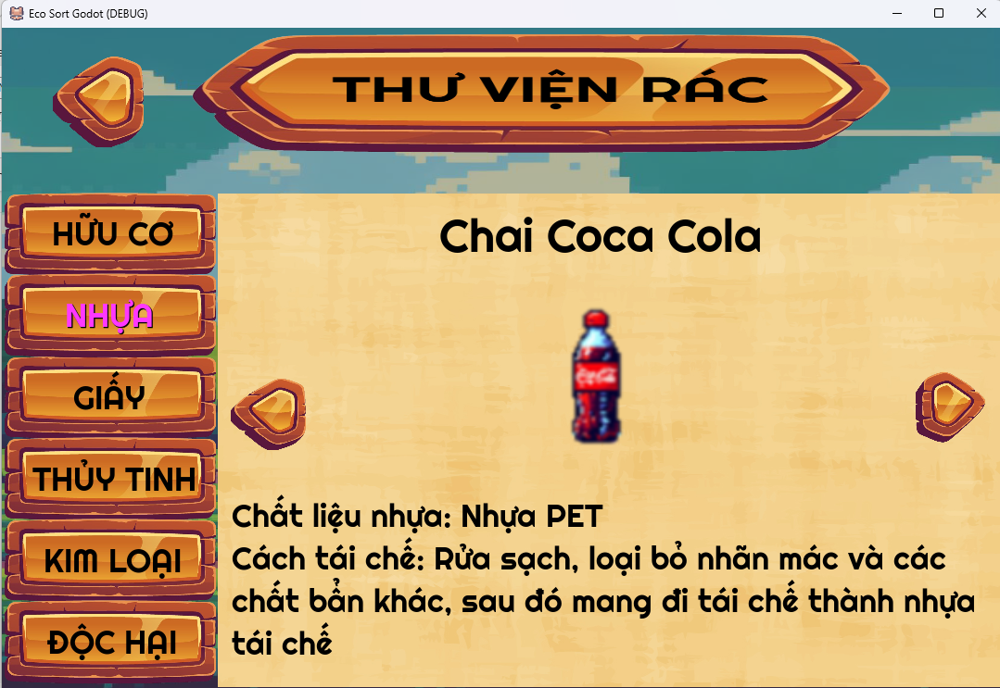 Eco Sort Godot (DEBUG)
THƯ VIỆN RÁC
HỮU CƠ
NHỰA
GIẤY
THỦY TINH
KIM LOẠI
ĐỘC HẠI
Chai Coca Cola
Chất liệu nhựa: Nhựa PET
Cách tái chế: Rửa sạch, loại bỏ nhãn mác và các
chất bẩn khác, sau đó mang đi tái chế thành nhựa
tái chế